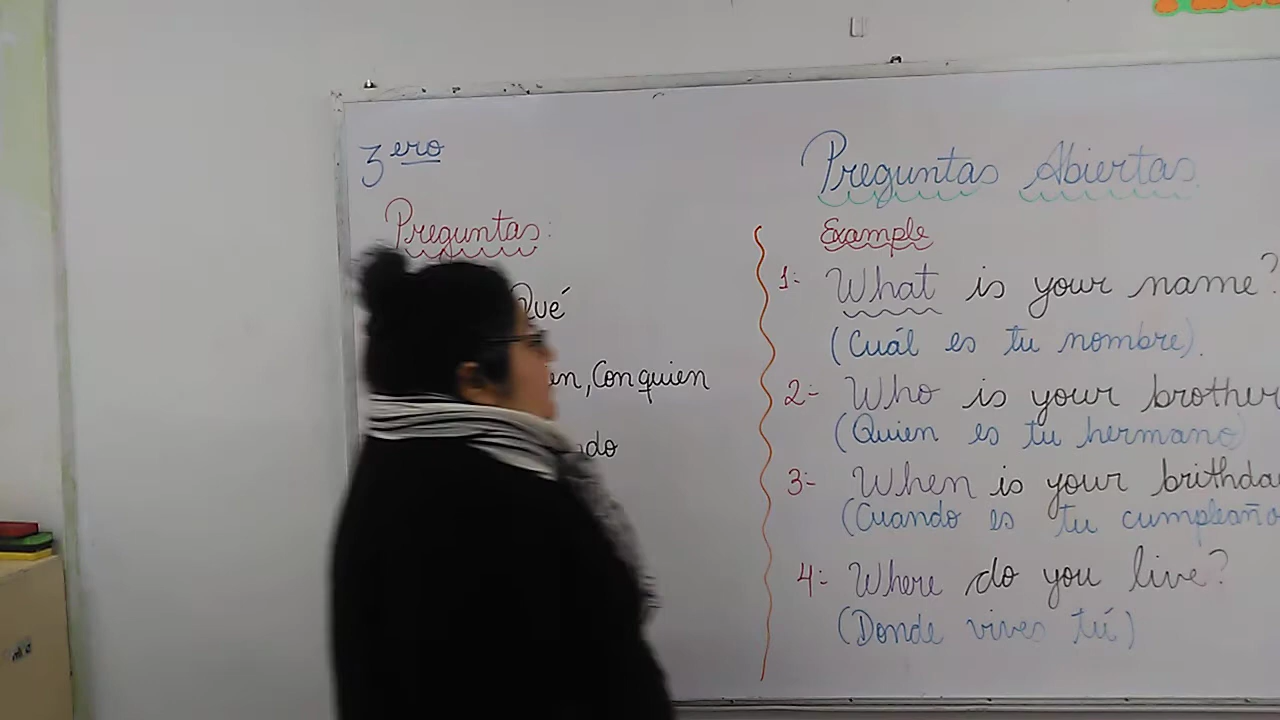 3ero
Preguntas:
Qué
Con quien
Preguntas Abiertas
Example
1- What is your name?
(Cuál es tu nombre).
2- Who is your brother
(Quien es tu hermano)
3- When is your brithda
(Cuando es tu cumpleaño
4- Where do you live?
(Donde vives tú)